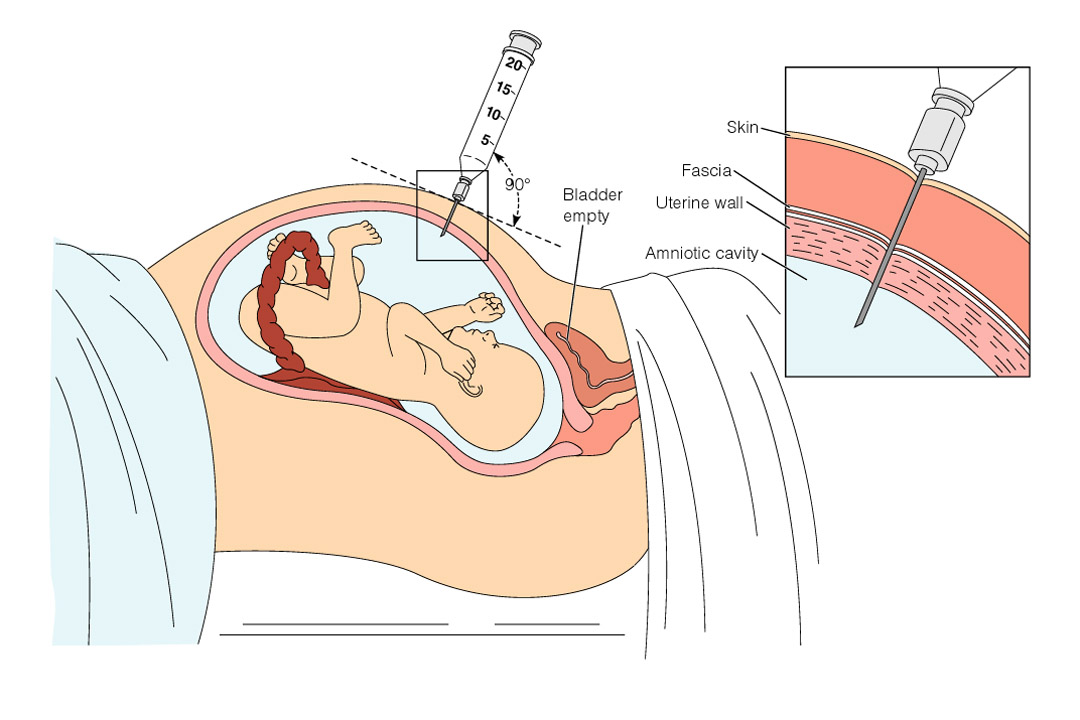 20
15
10
5
90°
Bladder
empty
Skin
Fascia
Uterine wall
Amniotic cavity